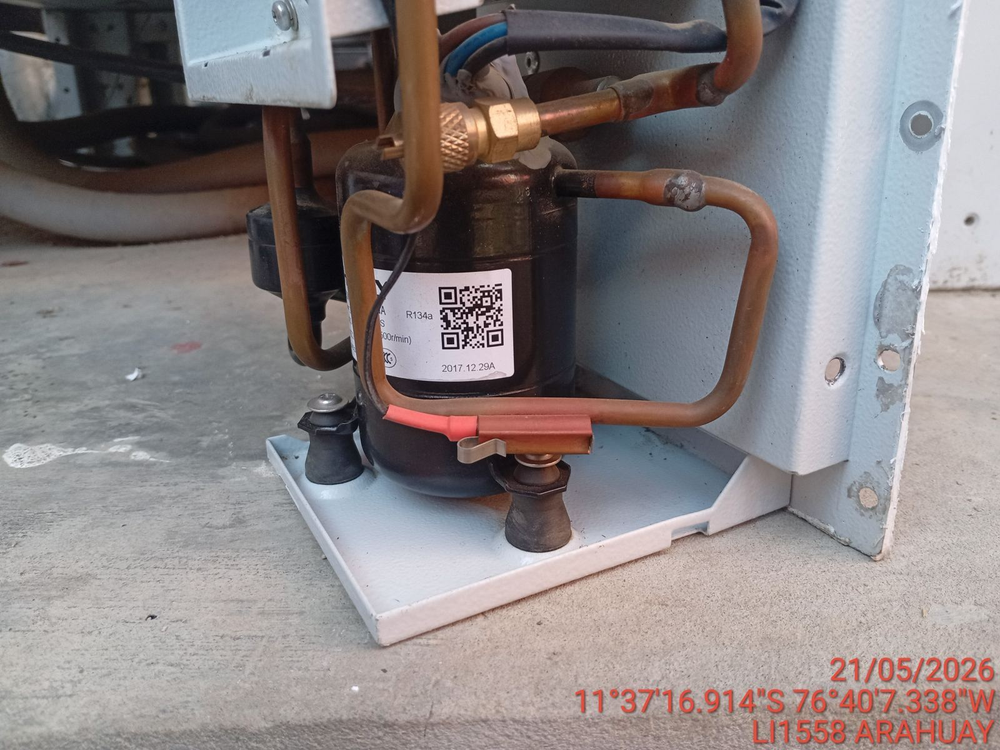 R134a
500r/min)
2017.12.29A
21/05/2026
11°37'16.914"S 76°40'7.338"W
LI1558 ARAHUAY